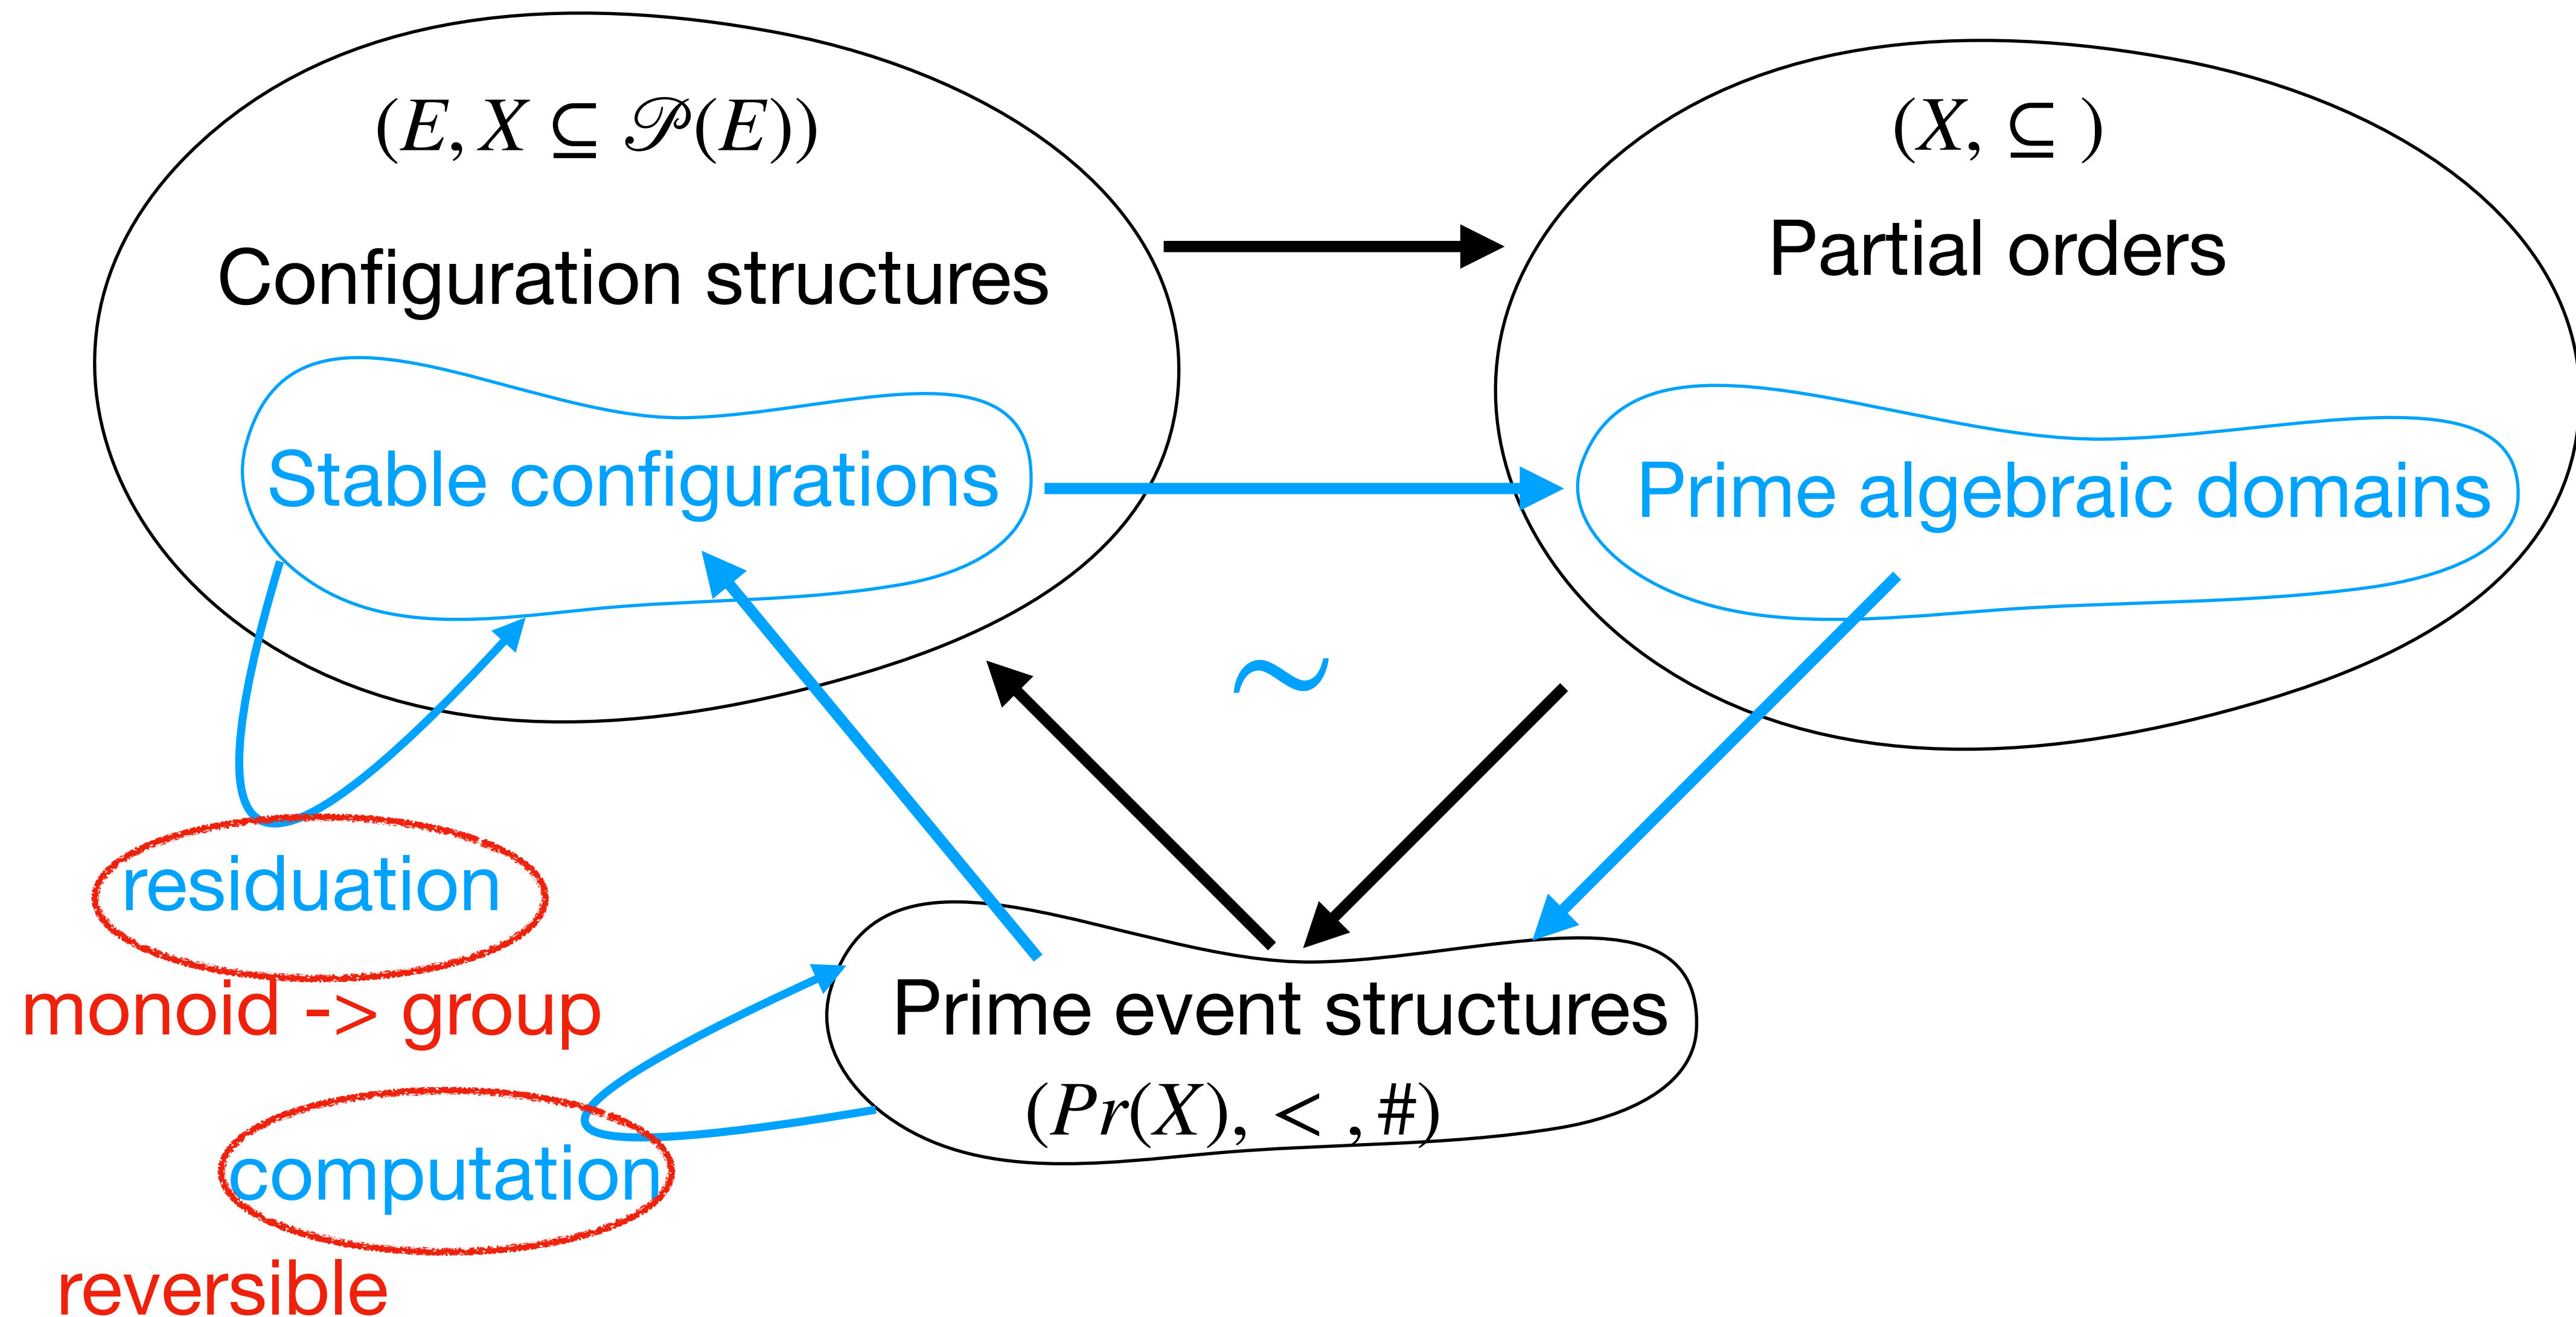 (E, X ⊆ 𝒫(E))
Configuration structures
Stable configurations
(X, ⊆ )
Partial orders
Prime algebraic domains
∼
residuation
monoid -> group
computation
reversible
Prime event structures
(Pr(X), < , #)